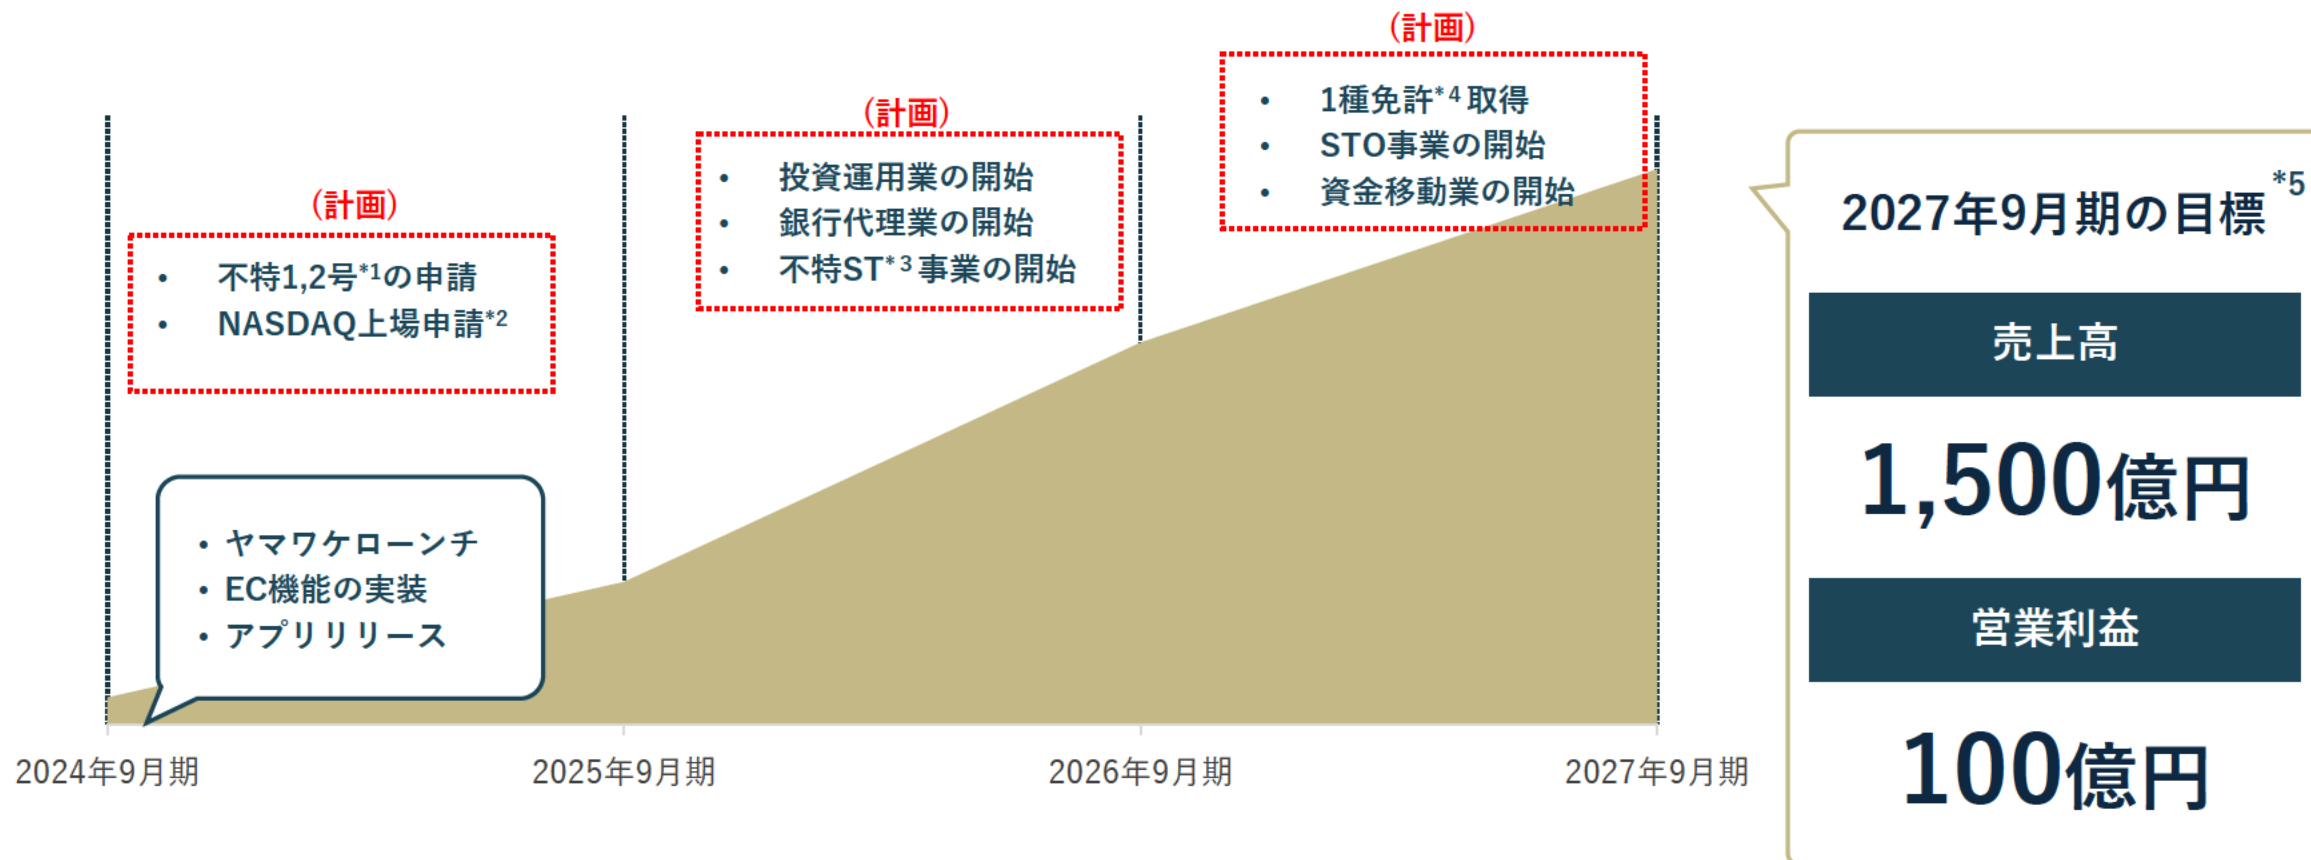 (計画)
• 不特1,2号*1の申請
• NASDAQ上場申請*2
• ヤマワケローンチ
• EC機能の実装
• アプリリリース
(計画)
• 投資運用業の開始
• 銀行代理業の開始
• 不特ST*3事業の開始
(計画)
• 1種免許*4取得
• STO事業の開始
• 資金移動業の開始
2024年9月期
2025年9月期
2026年9月期
2027年9月期
2027年9月期の目標*5
売上高
1,500億円
営業利益
100億円